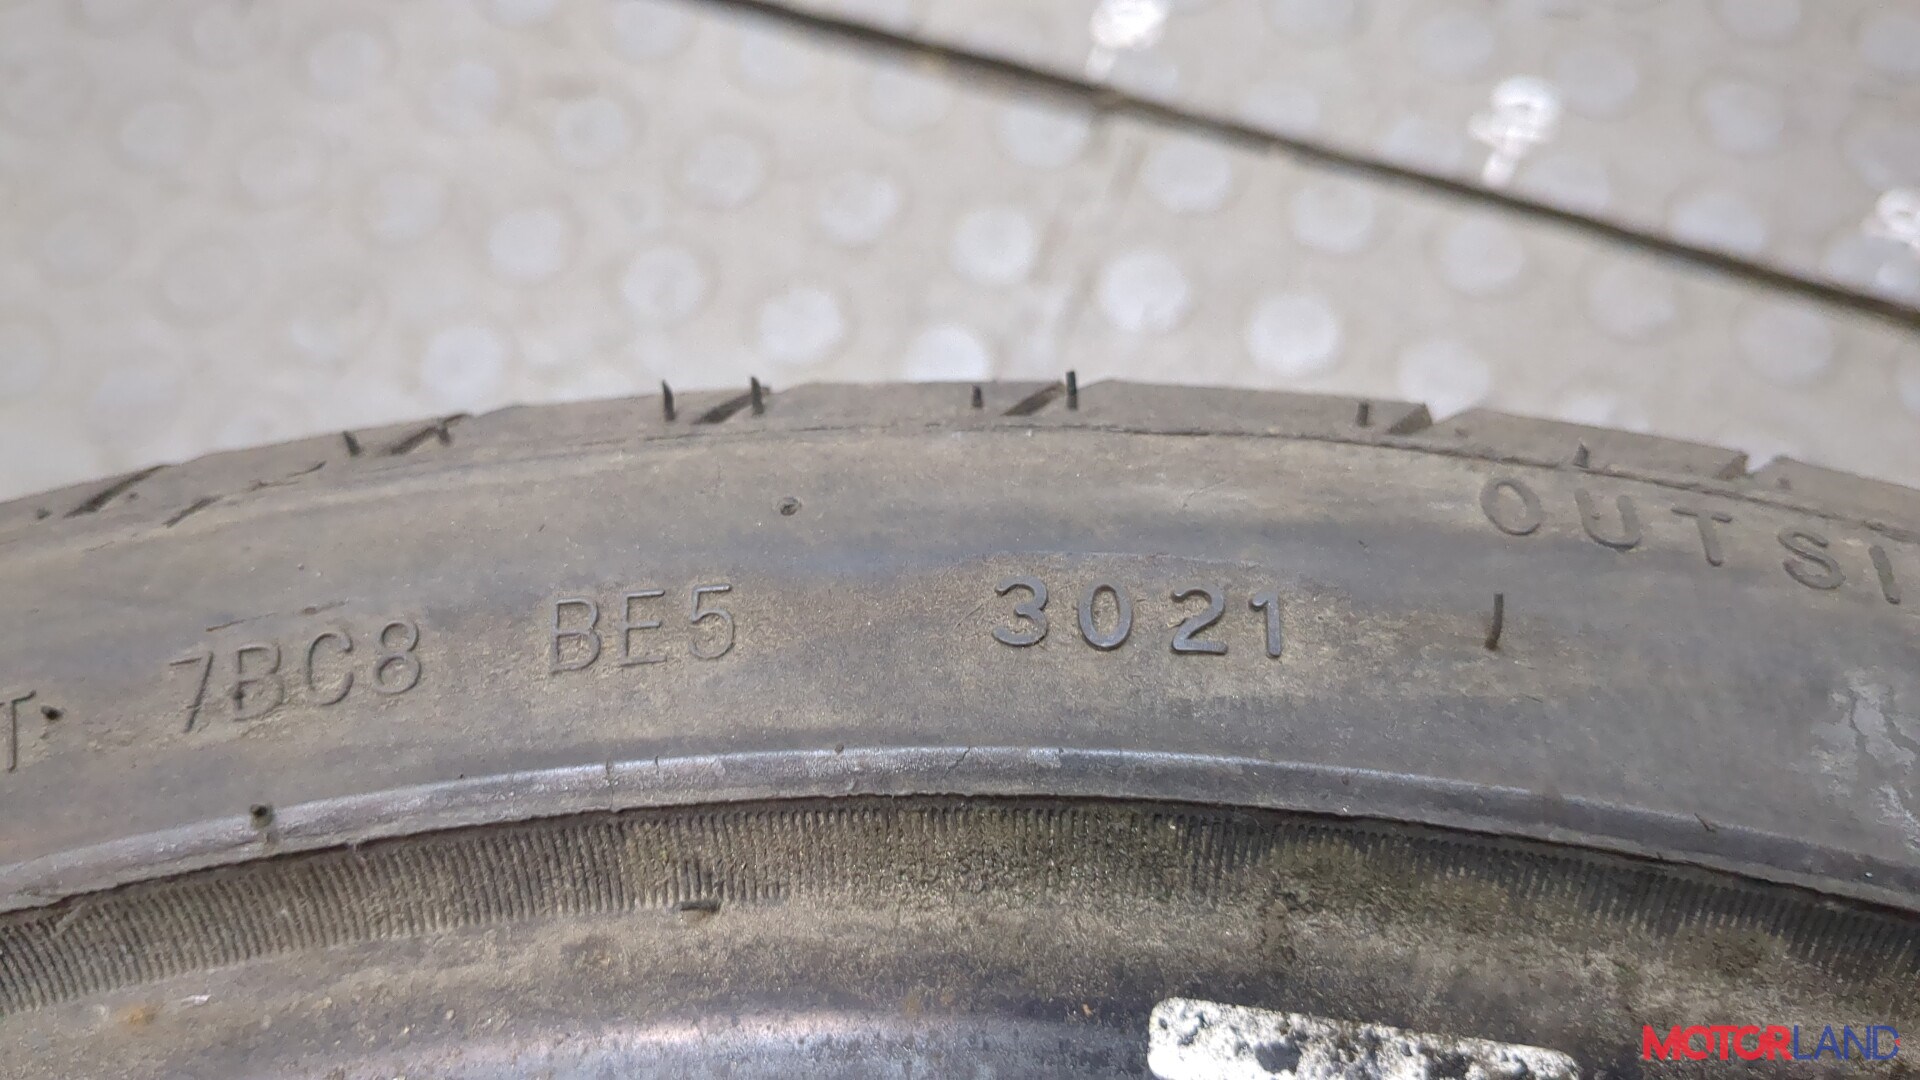 OUTSI
T 7BC8 BE5 3021
MOTORLAND